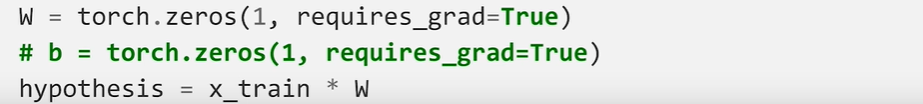 W = torch.zeros(1, requires_grad=True)
# b = torch.zeros(1, requires_grad=True)
hypothesis = x_train * W